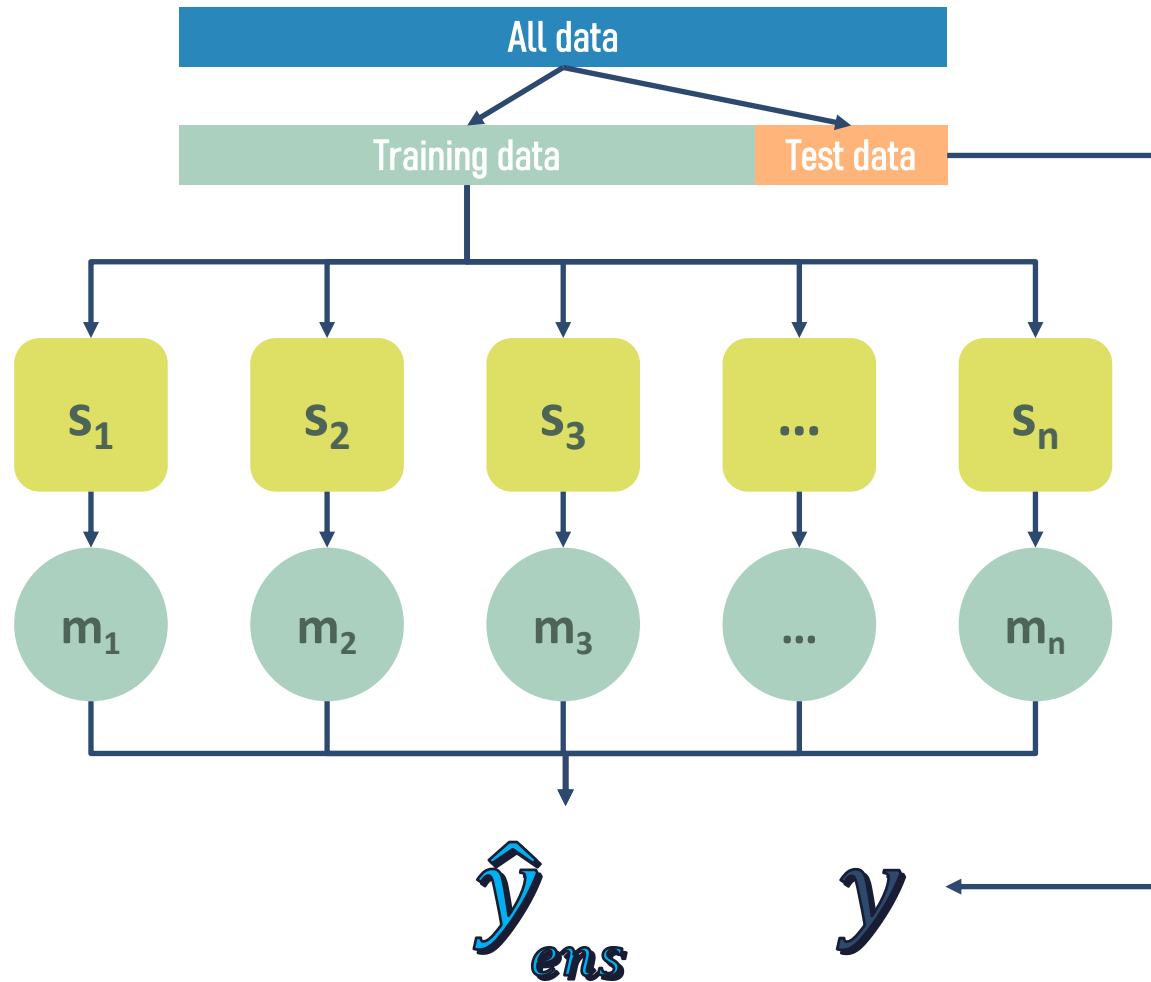 All data
Training data Test data
s₁ s₂ s₃ ... sₙ
m₁ m₂ m₃ ... mₙ
ŷₑₙₛ y